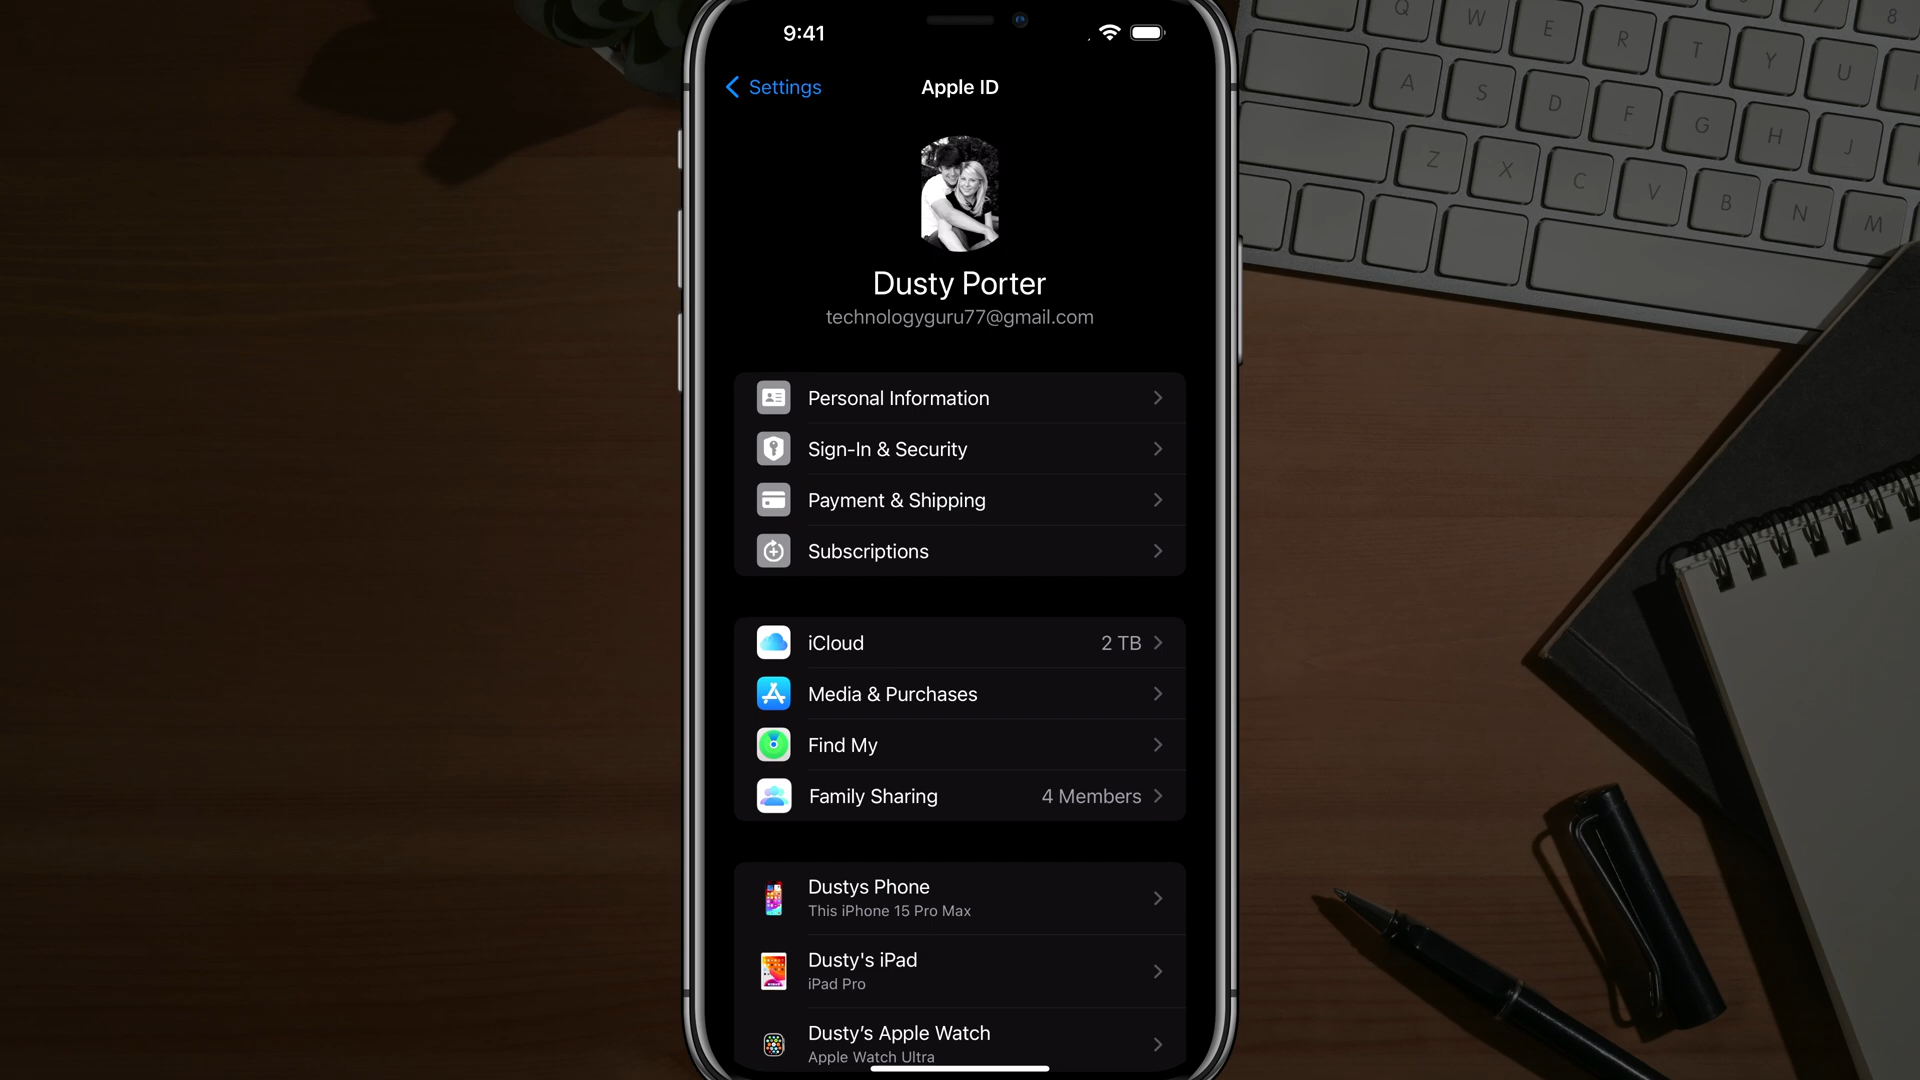 9:41
Settings
Apple ID
Dusty Porter
technologyguru77@gmail.com
Personal Information
Sign-In & Security
Payment & Shipping
Subscriptions
iCloud 2 TB
Media & Purchases
Find My
Family Sharing 4 Members
Dustys Phone
This iPhone 15 Pro Max
Dusty's iPad
iPad Pro
Dusty’s Apple Watch
Apple Watch Ultra
Q W E R T Y 7 8
A S D F G H J
Z X C V B N M
U